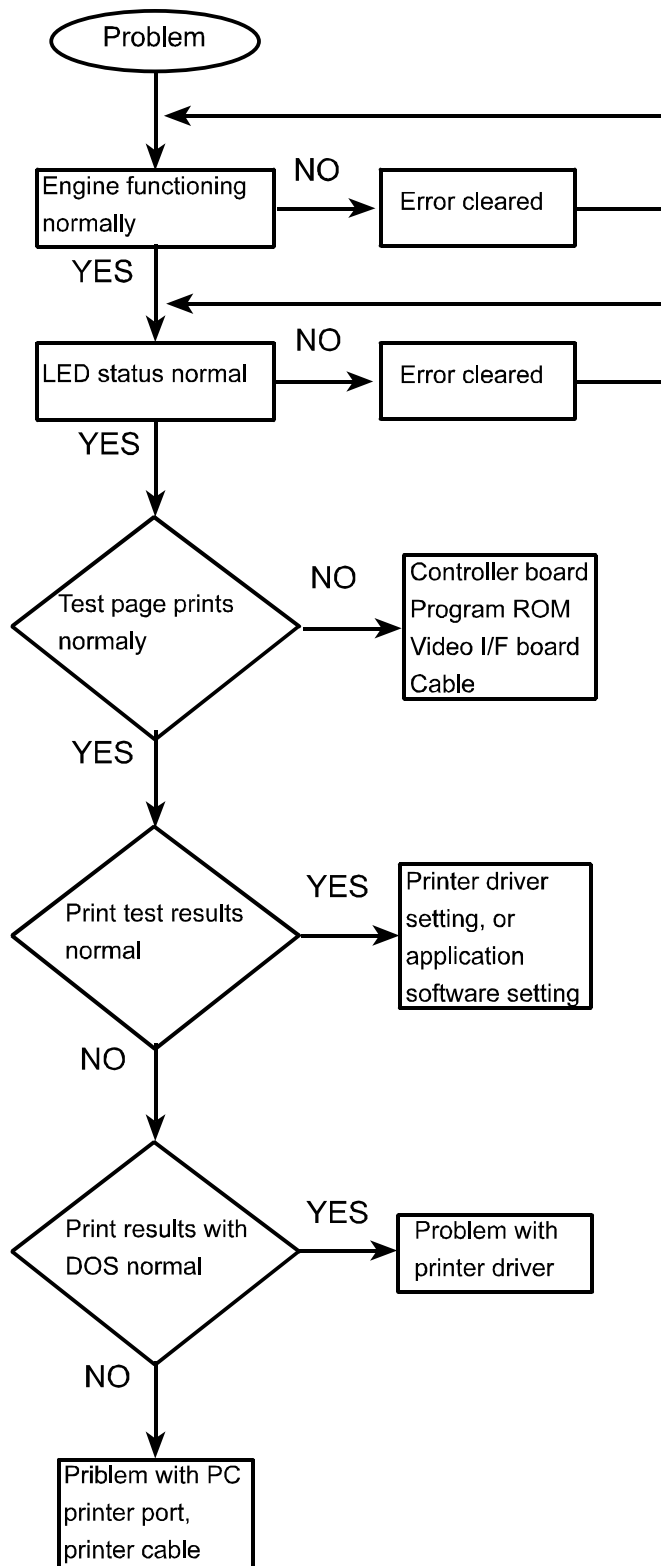 Problem
Engine functioning
normally
NO
Error cleared
YES
LED status normal
NO
Error cleared
YES
Test page prints
normaly
NO
Controller board
Program ROM
Video I/F board
Cable
YES
Print test results
normal
YES
Printer driver
setting, or
application
software setting
NO
Print results with
DOS normal
YES
Problem with
printer driver
NO
Priblem with PC
printer port,
printer cable